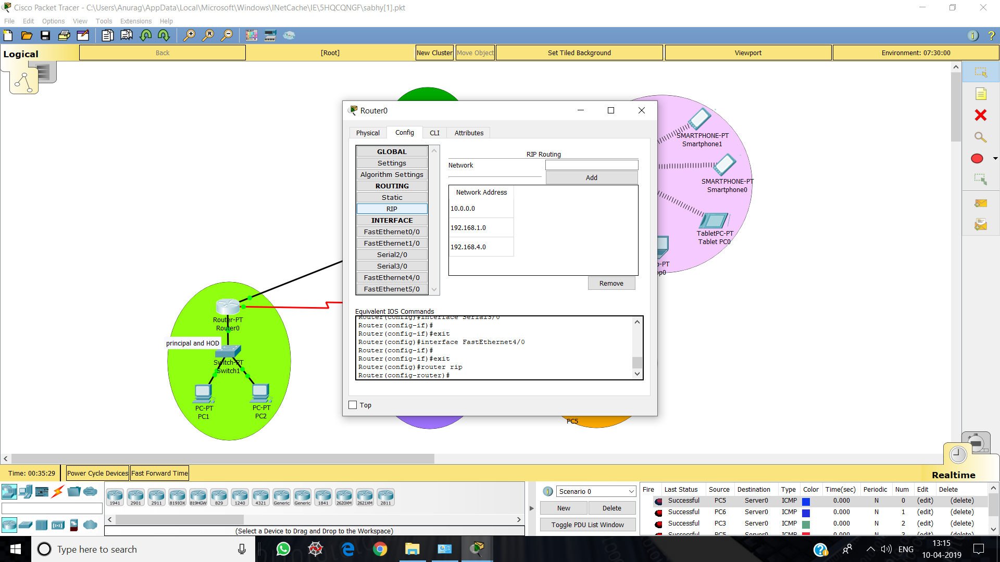 Cisco Packet Tracer - C:\Users\Anurag\AppData\Local\Microsoft\Windows\INetCache\IE\5HQCQNGF\sabhy[1].pkt
File Edit Options View Tools Extensions Help
Logical Back [Root] New Cluster Move Object Set Tiled Background Viewport Environment: 07:30:00
Router0
Physical Config CLI Attributes
GLOBAL
Settings
Algorithm Settings
ROUTING
Static
RIP
INTERFACE
FastEthernet0/0
FastEthernet1/0
Serial2/0
Serial3/0
FastEthernet4/0
FastEthernet5/0
RIP Routing
Network
Add
Network Address
10.0.0.0
192.168.1.0
192.168.4.0
Remove
Equivalent IOS Commands
Router(config)#interface Serial3/0
Router(config-if)#
Router(config-if)#exit
Router(config)#interface FastEthernet4/0
Router(config-if)#
Router(config-if)#exit
Router(config)#router rip
Router(config-router)#
Top
SMARTPHONE-PT
Smartphone1
SMARTPHONE-PT
Smartphone0
TabletPC-PT
Tablet PC0
Router-PT
Router0
principal and HOD
Switch-PT
Switch1
PC-PT
PC1
PC-PT
PC2
PC5
Time: 00:35:29 Power Cycle Devices Fast Forward Time
Realtime
1941 2901 2911 819IOX 819HGW 829 1240 4321 Generic Generic 1841 2620XM 2621XM 2811
(Select a Device to Drag and Drop to the Workspace)
Scenario 0
New Delete
Toggle PDU List Window
Fire Last Status Source Destination Type Color Time(sec) Periodic Num Edit Delete
Successful PC5 Server0 ICMP 0.000 N 0 (edit) (delete)
Successful PC6 Server0 ICMP 0.000 N 1 (edit) (delete)
Successful PC3 Server0 ICMP 0.000 N 2 (edit) (delete)
Successful PC5 Server0 ICMP 0.000 N 3 (edit) (delete)
Type here to search
ENG
13:15
10-04-2019